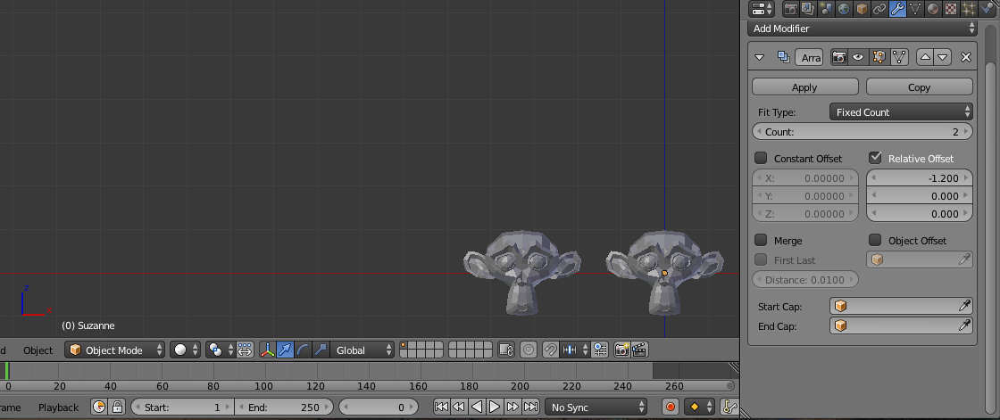 Add Modifier
Arra
Apply Copy
Fit Type: Fixed Count
Count: 2
Constant Offset Relative Offset
X: 0.00000 -1.200
Y: 0.00000 0.000
Z: 0.00000 0.000
Merge Object Offset
First Last
Distance: 0.0100
Start Cap:
End Cap:
z
x
(0) Suzanne
d Object Object Mode Global
0 20 40 60 80 100 120 140 160 180 200 220 240 260
rame Playback Start: 1 End: 250 0 No Sync